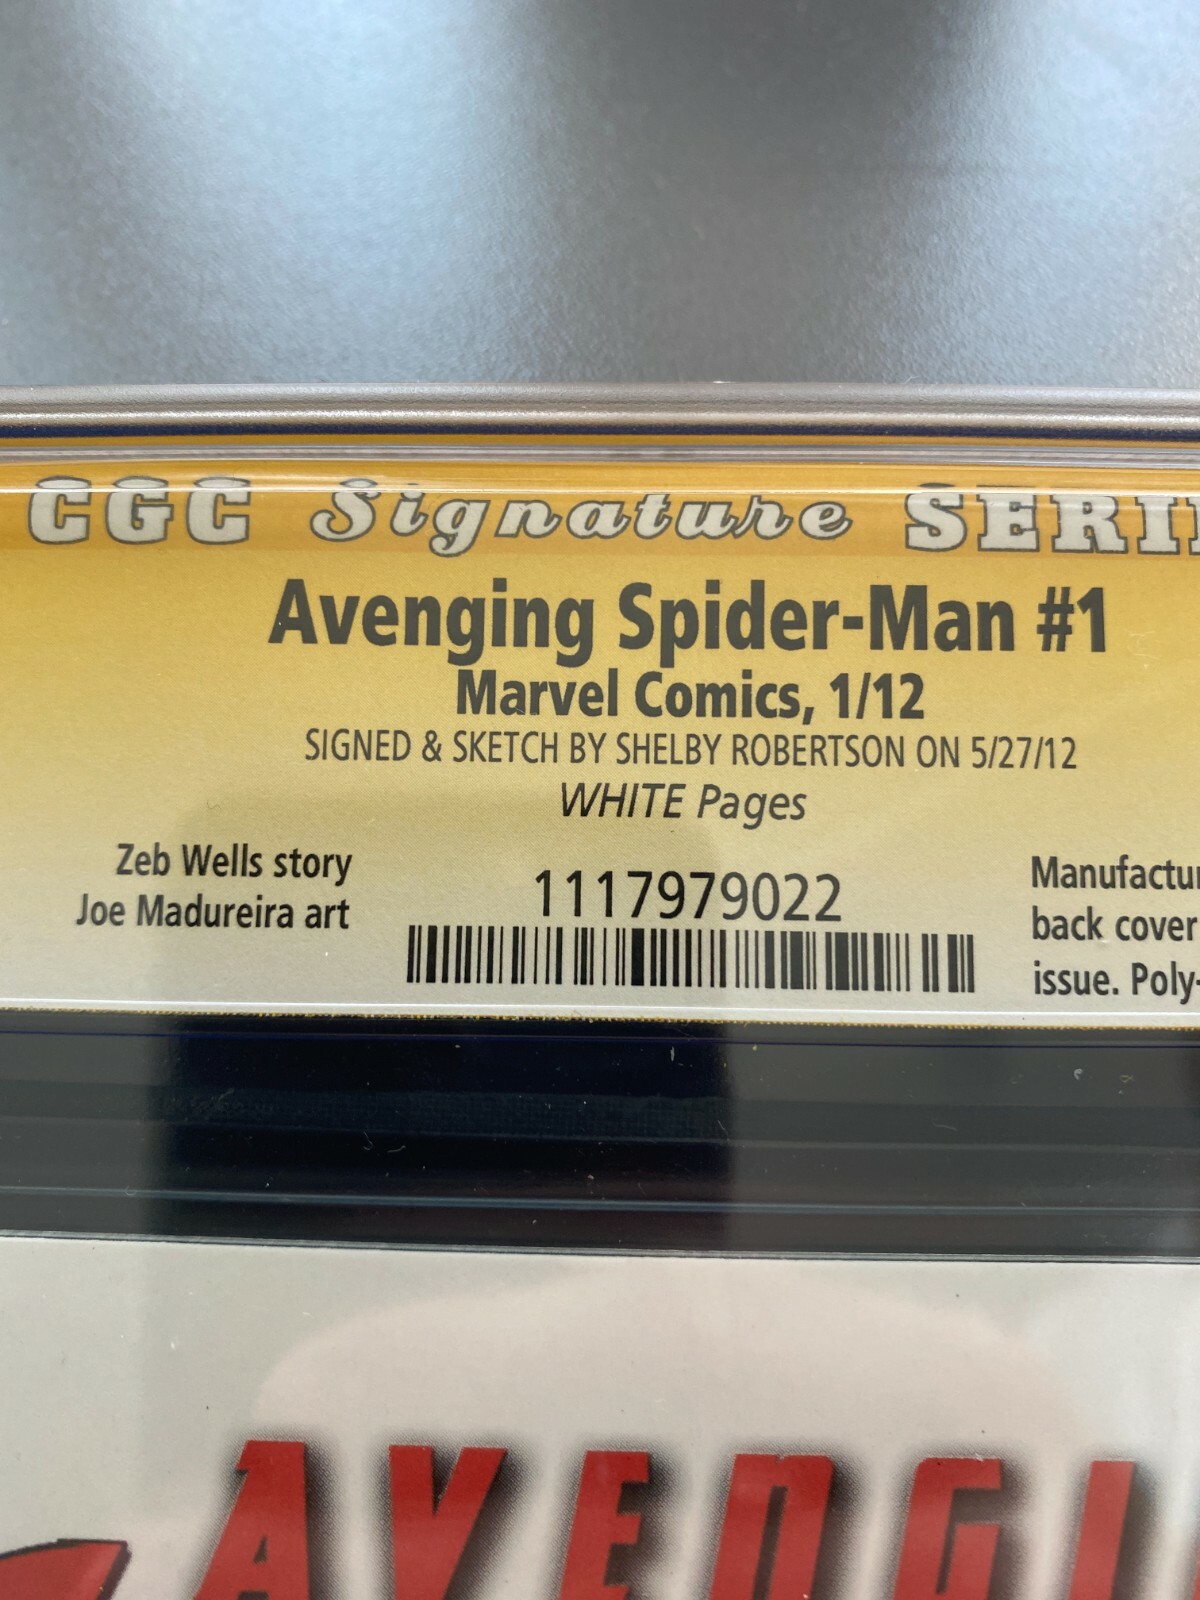 CGC Signature SERI
Avenging Spider-Man #1
Marvel Comics, 1/12
SIGNED & SKETCH BY SHELBY ROBERTSON ON 5/27/12
WHITE Pages
Zeb Wells story
Joe Madureira art
1117979022
Manufactur
back cover
issue. Poly-
AVENGI